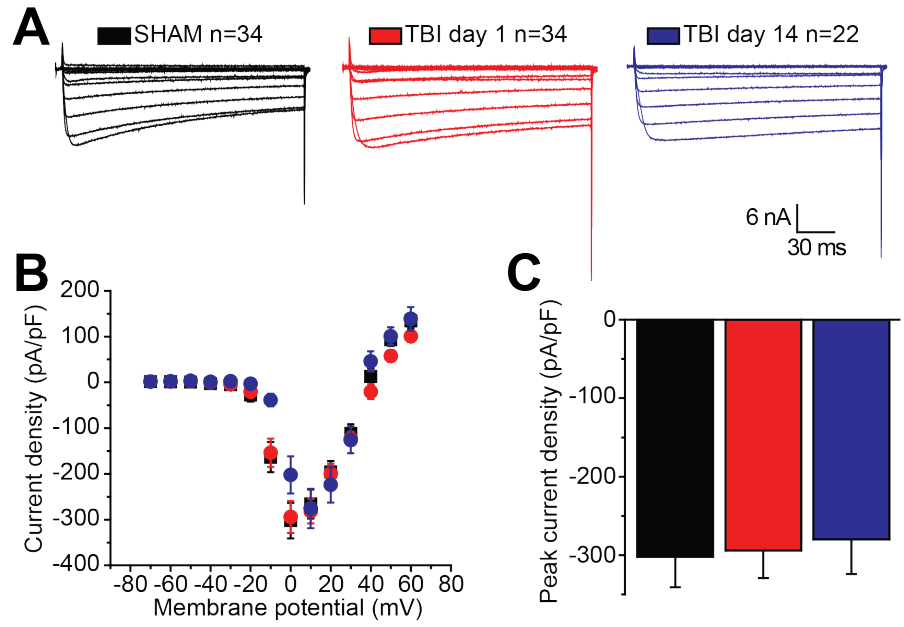 A
SHAM n=34
TBI day 1 n=34
TBI day 14 n=22
6 nA
30 ms
B
Current density (pA/pF)
200
100
0
-100
-200
-300
-400
-80 -60 -40 -20 0 20 40 60 80
Membrane potential (mV)
C
Peak current density (pA/pF)
0
-100
-200
-300